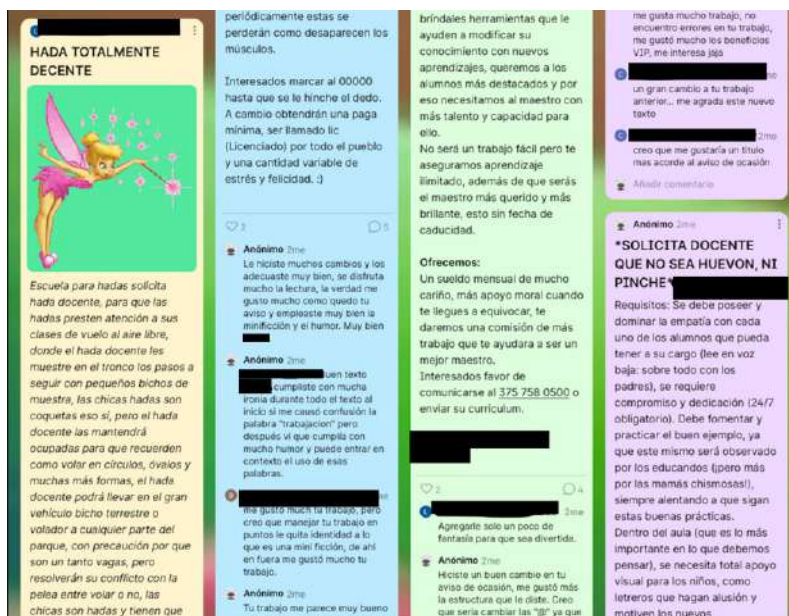 HADA TOTALMENTE
DECENTE
Escuela para hadas solicita
hada docente, para que las
hadas presten atención a sus
clases de vuelo al aire libre,
donde el hada docente les
muestre en el tronco los pasos a
seguir con pequeños bichos de
muestra, las chicas hadas son
coquetas eso si, pero el hada
docente las mantendrá
ocupadas para que recuerden
como volar en círculos, óvalos y
muchas más formas, el hada
docente podrá llevar en el gran
vehículo bicho terrestre o
volador a cualquier parte del
parque, con precaución por que
son un tanto vagas, pero
resolverán su conflicto con la
pelea entre volar o no, las
chicas son hadas y tienen que
periódicamente estas se
perderán como desaparecen los
músculos.
Interesados marcar al 00000
hasta que se le hinche el dedo.
A cambio obtendrán una paga
mínima, ser llamado lic
(Licenciado) por todo el pueblo
y una cantidad variable de
estrés y felicidad. :)
2
5
Anónimo 2me
Le hiciste muchos cambios y los
adecuaste muy bien, se disfruta
mucho la lectura, la verdad me
gusto mucho como quedo tu
aviso y empleaste muy bien la
minificción y el humor. Muy bien
Anónimo 2me
uen texto
cumpliste con mucha
ironia durante todo el texto al
inicio si me causó confusión la
palabra "trabajacion" pero
después vi que cumplía con
mucho humor y puede entrar en
contexto el uso de esas
palabras.
me gustó much tu trabajo, pero
creo que manejar tu trabajo en
puntos le quita identidad a lo
que es una mini ficción, de ahí
en fuera me gustó mucho tu
trabajo.
Anónimo 2me
Tu trabajo me parece muy bueno
bríndales herramientas que le
ayuden a modificar su
conocimiento con nuevos
aprendizajes, queremos a los
alumnos más destacados y por
eso necesitamos al maestro con
más talento y capacidad para
ello.
No será un trabajo fácil pero te
aseguramos aprendizaje
ilimitado, además de que serás
el maestro más querido y más
brillante, esto sin fecha de
caducidad.
Ofrecemos:
Un sueldo mensual de mucho
cariño, más apoyo moral cuando
te llegues a equivocar, te
daremos una comisión de más
trabajo que te ayudara a ser un
mejor maestro.
Interesados favor de
comunicarse al 375 758 0500 o
enviar su curriculum.
2
4
2me
Agregarle solo un poco de
fantasía para que sea divertida.
Anónimo 2me
Hiciste un buen cambio en tu
aviso de ocasión, me gustó más
la estructura que le diste. Creo
que seria cambiar las "@" ya que
me gusta mucho trabajo, no
encuentro errores en tu trabajo,
me gustó mucho los beneficios
VIP, me interesa jaja
me
un gran cambio a tu trabajo
anterior... me agrada este nuevo
texto
2me
creo que me gustaría un titulo
mas acorde al aviso de ocasión
Añadir comentario
Anónimo 2me
*SOLICITA DOCENTE
QUE NO SEA HUEVON, NI
PINCHE*
Requisitos: Se debe poseer y
dominar la empatía con cada
uno de los alumnos que pueda
tener a su cargo (lee en voz
baja: sobre todo con los
padres), se requiere
compromiso y dedicación (24/7
obligatorio). Debe fomentar y
practicar el buen ejemplo, ya
que este mismo será observado
por los educandos (¡pero más
por las mamás chismosas!),
siempre alentando a que sigan
estas buenas prácticas.
Dentro del aula (que es lo más
importante en lo que debemos
pensar), se necesita total apoyo
visual para los niños, como
letreros que hagan alusión y
motiven los nuevos